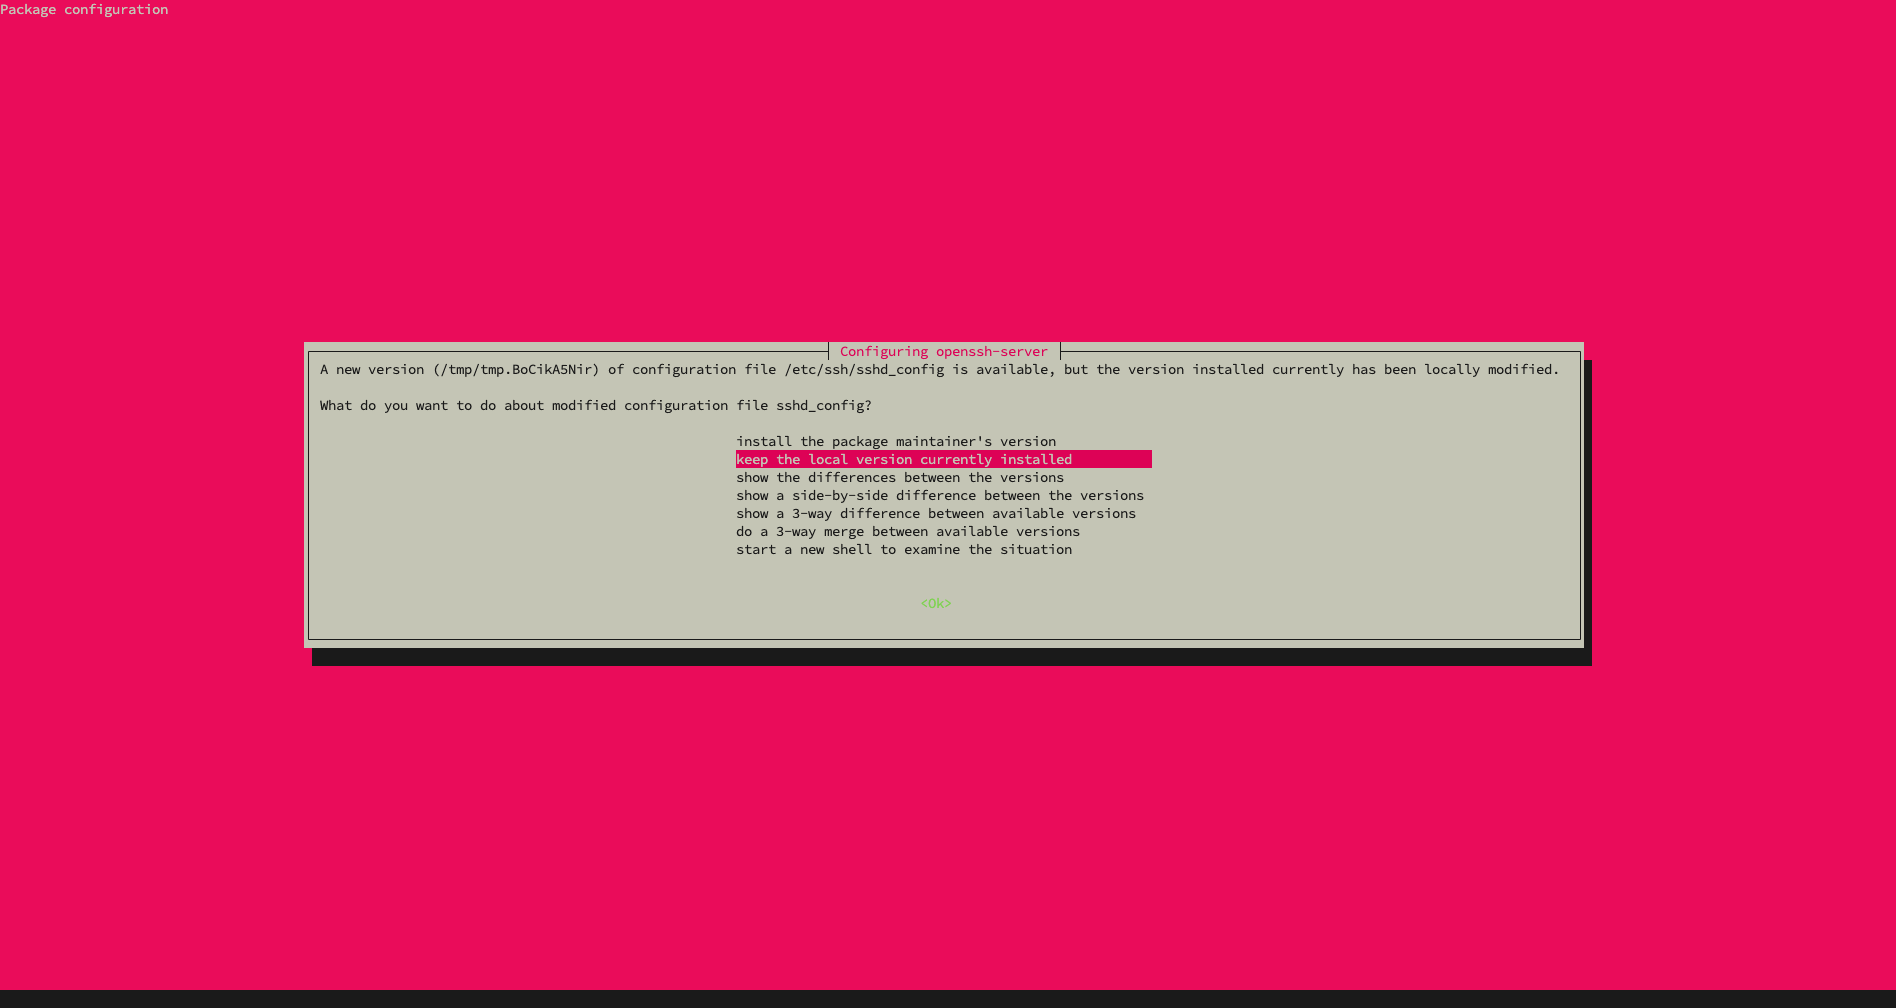 Package configuration
Configuring openssh-server
A new version (/tmp/tmp.BoCikA5Nir) of configuration file /etc/ssh/sshd_config is available, but the version installed currently has been locally modified.
What do you want to do about modified configuration file sshd_config?
install the package maintainer's version
keep the local version currently installed
show the differences between the versions
show a side-by-side difference between the versions
show a 3-way difference between available versions
do a 3-way merge between available versions
start a new shell to examine the situation
<Ok>